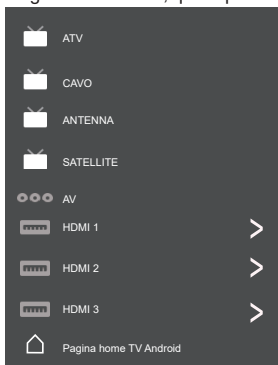 ATV
CAVO
ANTENNA
SATELLITE
AV
HDMI 1
HDMI 2
HDMI 3
Pagina home TV Android